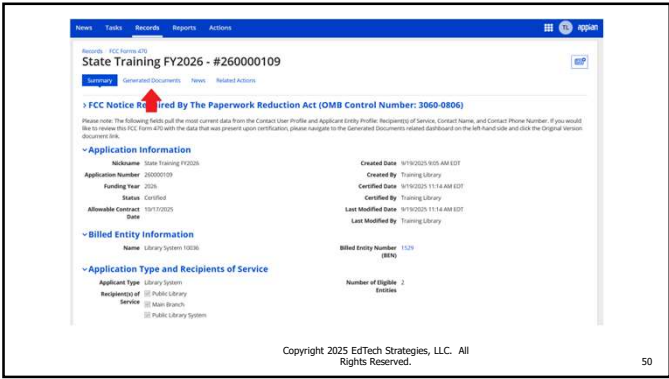 News Tasks Records Reports Actions TL appian
Records FCC Forms 470
State Training FY2026 - #260000109
Summary Generated Documents News Related Actions
> FCC Notice Required By The Paperwork Reduction Act (OMB Control Number: 3060-0806)
Please note: The following fields pull the most current data from the Contact User Profile and Applicant Entity Profile: Recipient(s) of Service, Contact Name, and Contact Phone Number. If you would
like to review this FCC Form 470 with the data that was present upon certification, please navigate to the Generated Documents related dashboard on the left-hand side and click the Original Version
document link.
Application Information
Nickname State Training FY2026 Created Date 9/19/2025 9:05 AM EDT
Application Number 260000109 Created By Training Library
Funding Year 2026 Certified Date 9/19/2025 11:14 AM EDT
Status Certified Certified By Training Library
Allowable Contract 10/17/2025 Last Modified Date 9/19/2025 11:14 AM EDT
Date Last Modified By Training Library
Billed Entity Information
Name Library System 10036 Billed Entity Number 1529
(BEN)
Application Type and Recipients of Service
Applicant Type Library System Number of Eligible 2
Recipient(s) of Public Library Entities
Service Main Branch
Public Library System
Copyright 2025 EdTech Strategies, LLC. All
Rights Reserved.
50